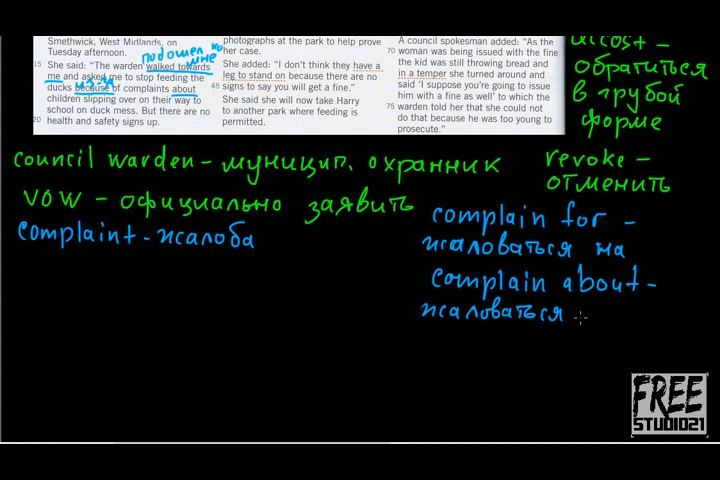 Smethwick, West Midlands, on
Tuesday afternoon.
She said: "The warden walked towards
me and asked me to stop feeding the
ducks because of complaints about
children slipping over on their way to
school on duck mess. But there are no
20 health and safety signs up.
15
подошел ко
мне
из-за
photographs at the park to help prove
her case.
She added: "I don't think they have a
leg to stand on because there are no
45 signs to say you will get a fine."
She said she will now take Harry
to another park where feeding is
permitted.
A council spokesman added: "As the
70 woman was being issued with the fine
the kid was still throwing bread and
in a temper she turned around and
said 'I suppose you're going to issue
him with a fine as well' to which the
75 warden told her that she could not
do that because he was too young to
prosecute."
accost -
обратиться
в грубой
форме
council warden - муницип. охранник
revoke -
отменить
vow - официально заявить
complaint - жалоба
complain for -
жаловаться на
complain about -
жаловаться
FREE
STUDIO21